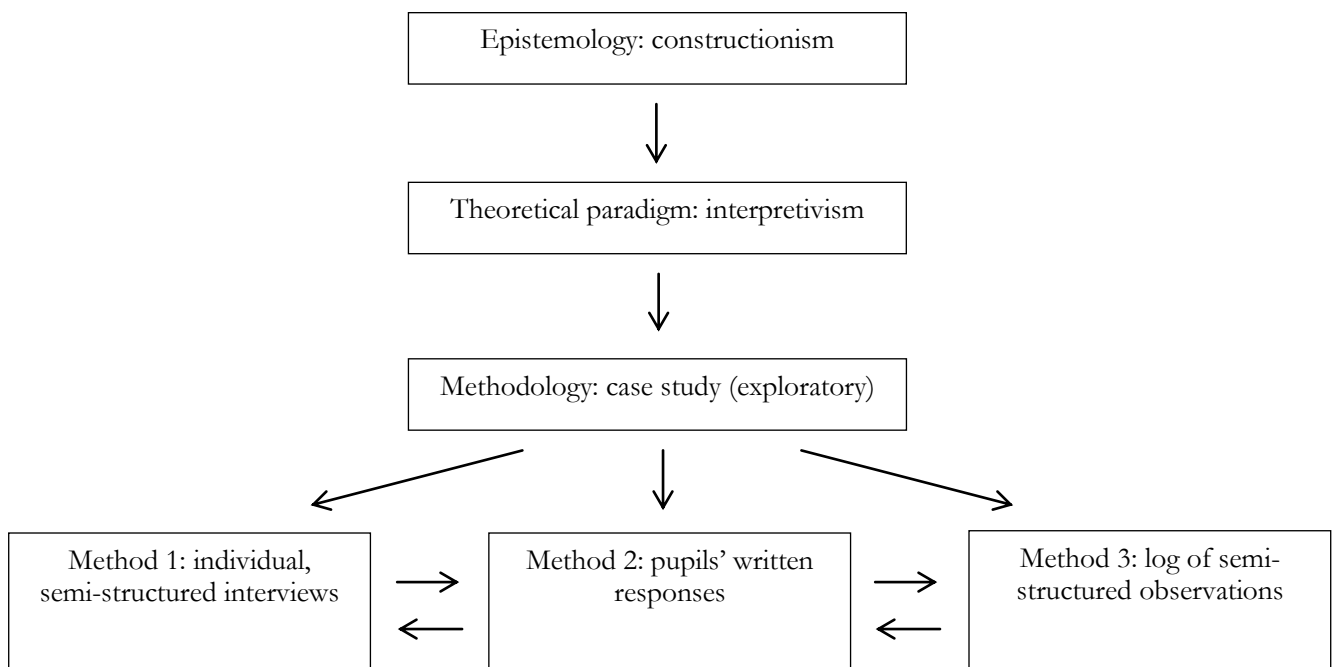 Epistemology: constructionism
Theoretical paradigm: interpretivism
Methodology: case study (exploratory)
Method 1: individual,
semi-structured interviews
Method 2: pupils’ written
responses
Method 3: log of semi-
structured observations